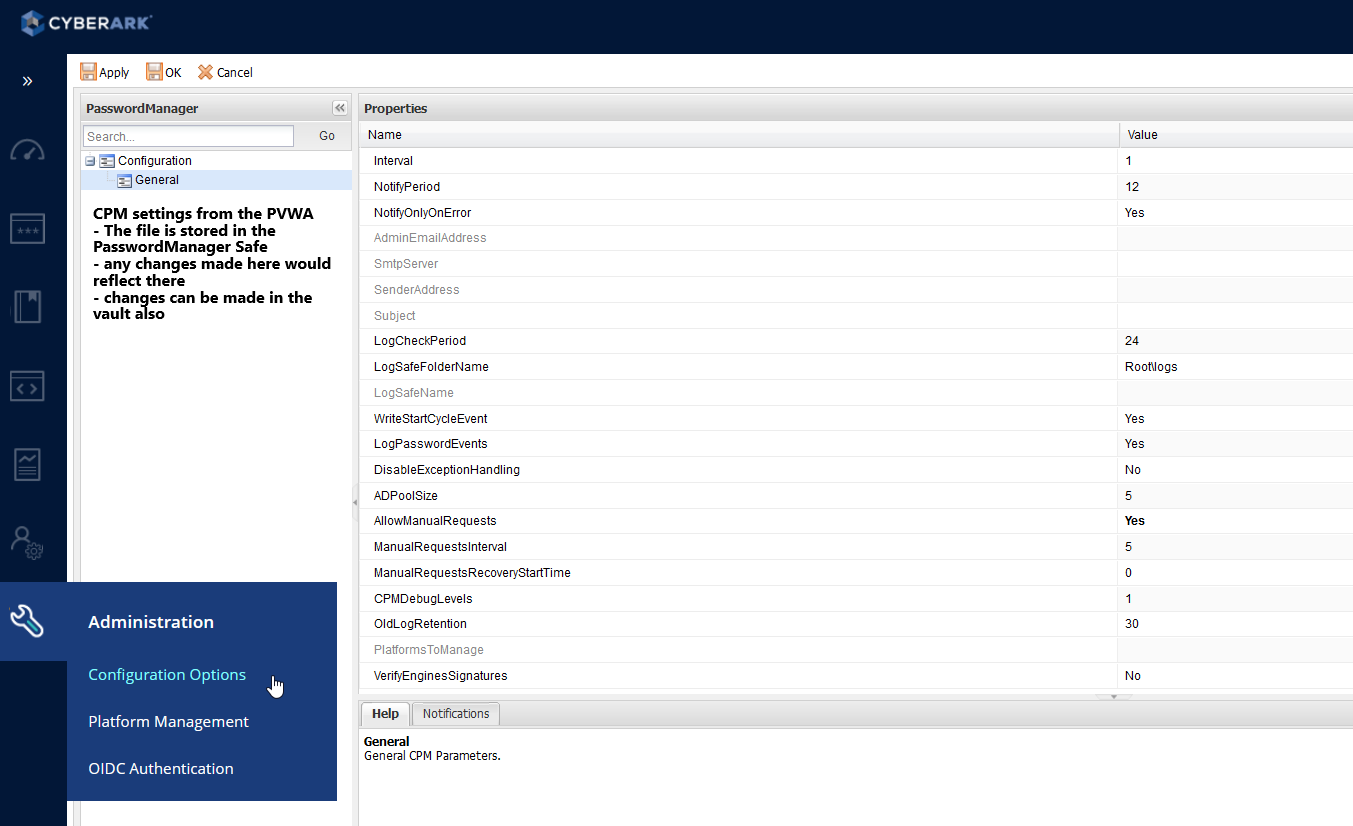 CYBERARK
»
Apply OK Cancel
PasswordManager «
Search... Go
Configuration
General
CPM settings from the PVWA
- The file is stored in the
PasswordManager Safe
- any changes made here would
reflect there
- changes can be made in the
vault also
Administration
Configuration Options
Platform Management
OIDC Authentication
Properties
Name Value
Interval 1
NotifyPeriod 12
NotifyOnlyOnError Yes
AdminEmailAddress
SmtpServer
SenderAddress
Subject
LogCheckPeriod 24
LogSafeFolderName Root\logs
LogSafeName
WriteStartCycleEvent Yes
LogPasswordEvents Yes
DisableExceptionHandling No
ADPoolSize 5
AllowManualRequests Yes
ManualRequestsInterval 5
ManualRequestsRecoveryStartTime 0
CPMDebugLevels 1
OldLogRetention 30
PlatformsToManage
VerifyEnginesSignatures No
Help Notifications
General
General CPM Parameters.